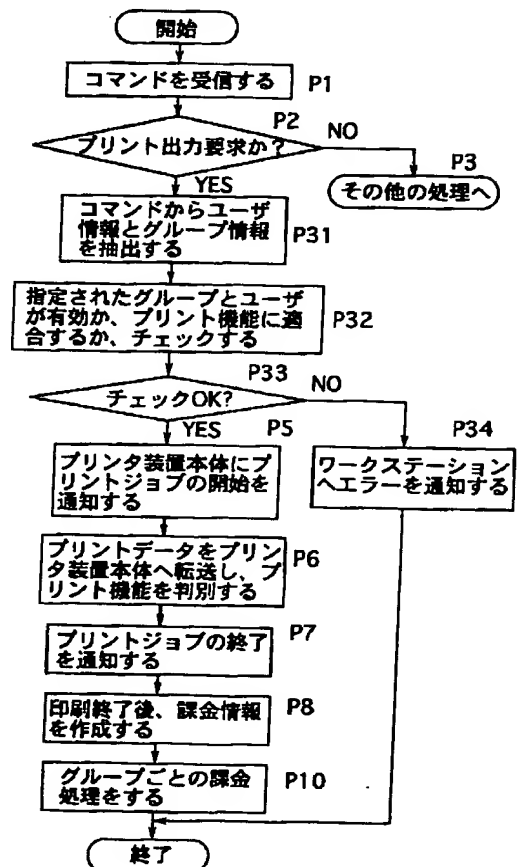 開始
コマンドを受信する
P1
P2
プリント出力要求か?
NO
P3
その他の処理へ
YES
コマンドからユーザ
情報とグループ情報
を抽出する
P31
指定されたグループとユーザ
が有効か、プリント機能に適
合するか、チェックする
P32
P33
チェックOK?
NO
YES
P5
P34
プリンタ装置本体にプ
リントジョブの開始を
通知する
ワークステーション
へエラーを通知する
プリントデータをプリン
タ装置本体へ転送し、プ
リント機能を判別する
P6
プリントジョブの終了
を通知する
P7
印刷終了後、課金情報
を作成する
P8
グループごとの課金
処理をする
P10
終了